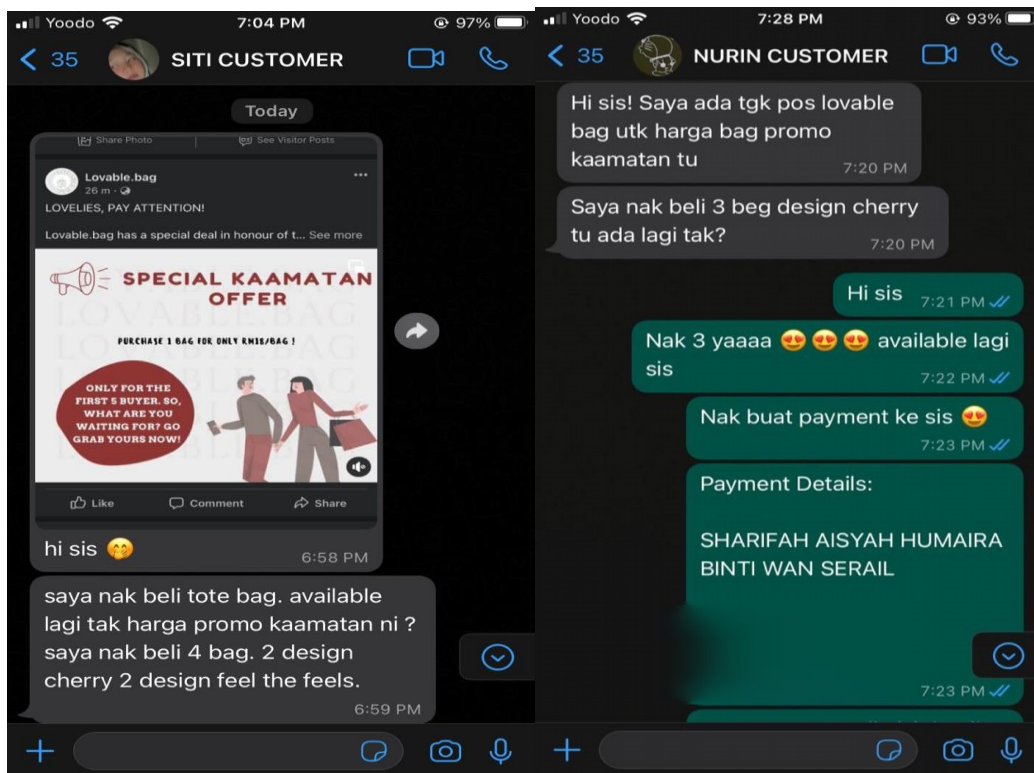 Yoodo
7:04 PM
97%
35
SITI CUSTOMER
Today
Share Photo
See Visitor Posts
Lovable.bag
26 m
LOVELIES, PAY ATTENTION!
Lovable.bag has a special deal in honour of t... See more
SPECIAL KAAMATAN
OFFER
PURCHASE 1 BAG FOR ONLY RM18/BAG !
ONLY FOR THE
FIRST 5 BUYER. SO,
WHAT ARE YOU
WAITING FOR? GO
GRAB YOURS NOW!
LOVABLE.BAG
Like
Comment
Share
hi sis 🤭
6:58 PM
saya nak beli tote bag. available
lagi tak harga promo kaamatan ni ?
saya nak beli 4 bag. 2 design
cherry 2 design feel the feels.
6:59 PM
Yoodo
7:28 PM
93%
35
NURIN CUSTOMER
Hi sis! Saya ada tgk pos lovable
bag utk harga bag promo
kaamatan tu
7:20 PM
Saya nak beli 3 beg design cherry
tu ada lagi tak?
7:20 PM
Hi sis
7:21 PM
Nak 3 yaaaa 😍 😍 😍 available lagi
sis
7:22 PM
Nak buat payment ke sis 😍
7:23 PM
Payment Details:
SHARIFAH AISYAH HUMAIRA
BINTI WAN SERAIL
7:23 PM